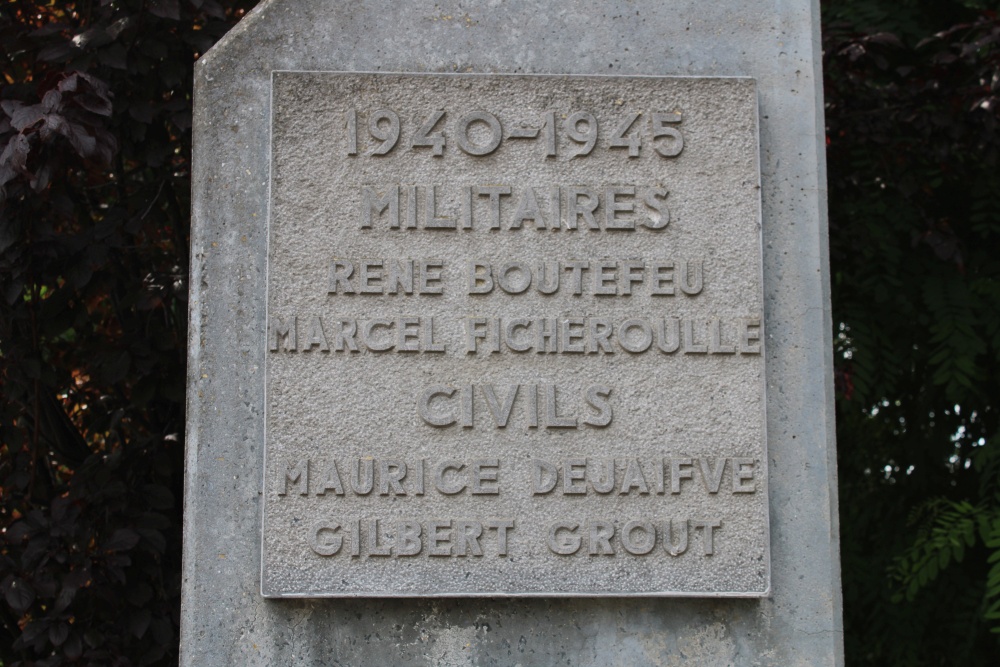 1940-1945
MILITAIRES
RENE BOUTEFEU
MARCEL FICHEROULLE
CIVILS
MAURICE DEJAIFVE
GILBERT GROUT